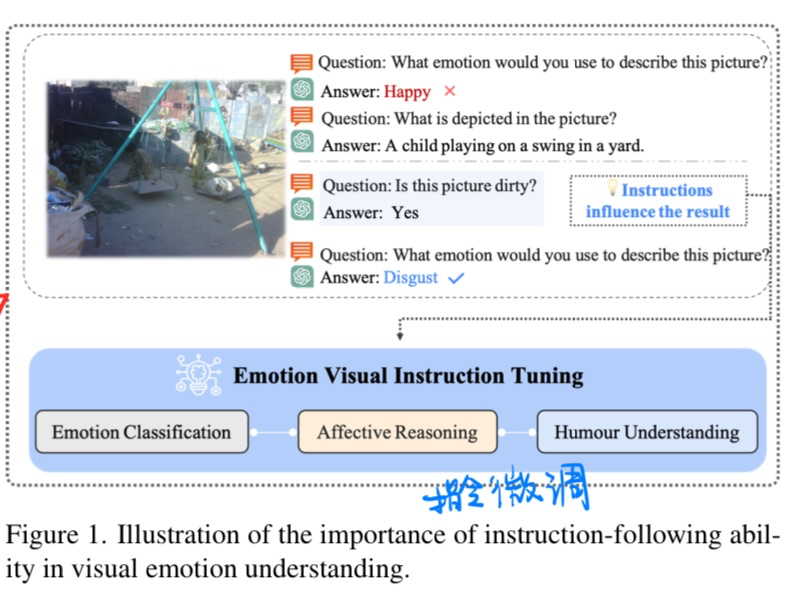 Question: What emotion would you use to describe this picture?
Answer: Happy ×
Question: What is depicted in the picture?
Answer: A child playing on a swing in a yard.
Question: Is this picture dirty?
Answer: Yes
Instructions
influence the result
Question: What emotion would you use to describe this picture?
Answer: Disgust ✓
Emotion Visual Instruction Tuning
Emotion Classification
Affective Reasoning
Humour Understanding
指令微调
Figure 1. Illustration of the importance of instruction-following abil-
ity in visual emotion understanding.